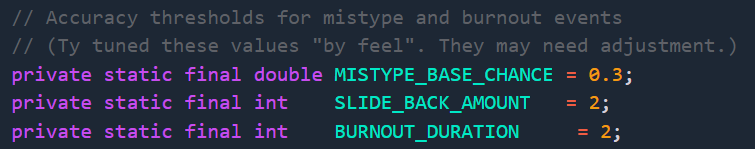 // Accuracy thresholds for mistype and burnout events
// (Ty tuned these values "by feel". They may need adjustment.)
private static final double MISTYPE_BASE_CHANCE = 0.3;
private static final int    SLIDE_BACK_AMOUNT   = 2;
private static final int    BURNOUT_DURATION     = 2;